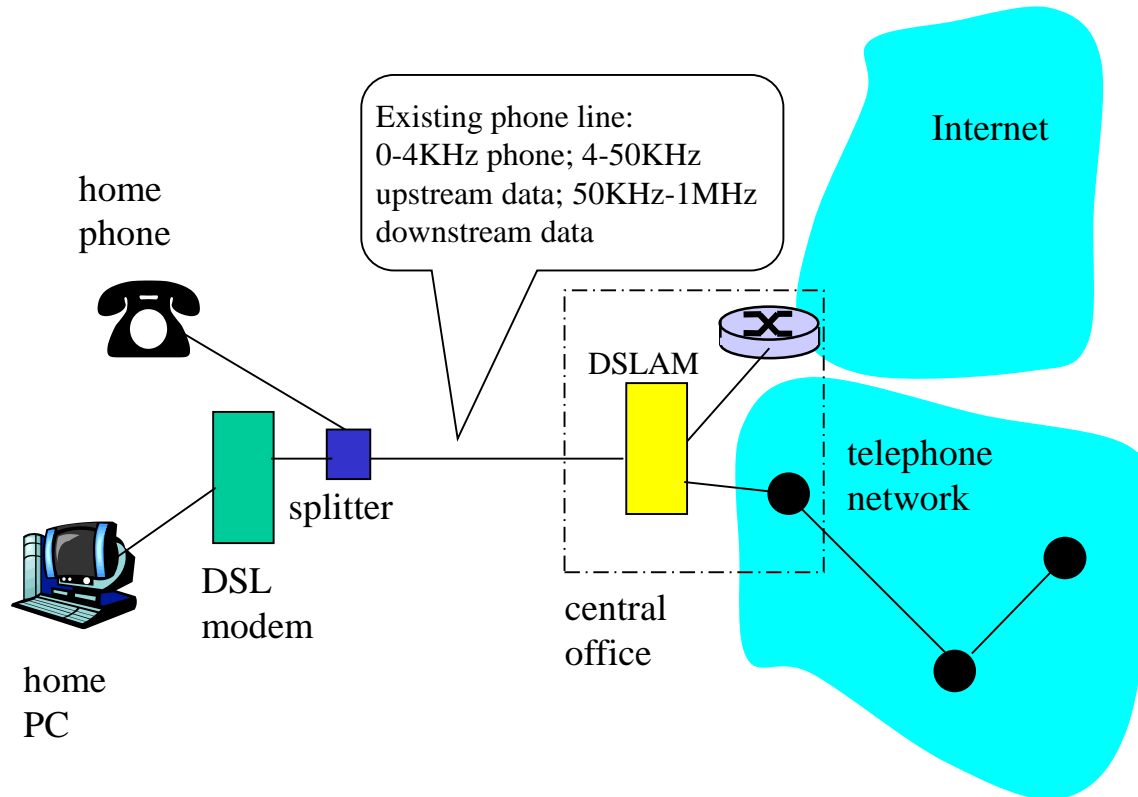 Existing phone line:
0-4KHz phone; 4-50KHz
upstream data; 50KHz-1MHz
downstream data
Internet
home
phone
DSLAM
telephone
network
splitter
DSL
modem
central
office
home
PC